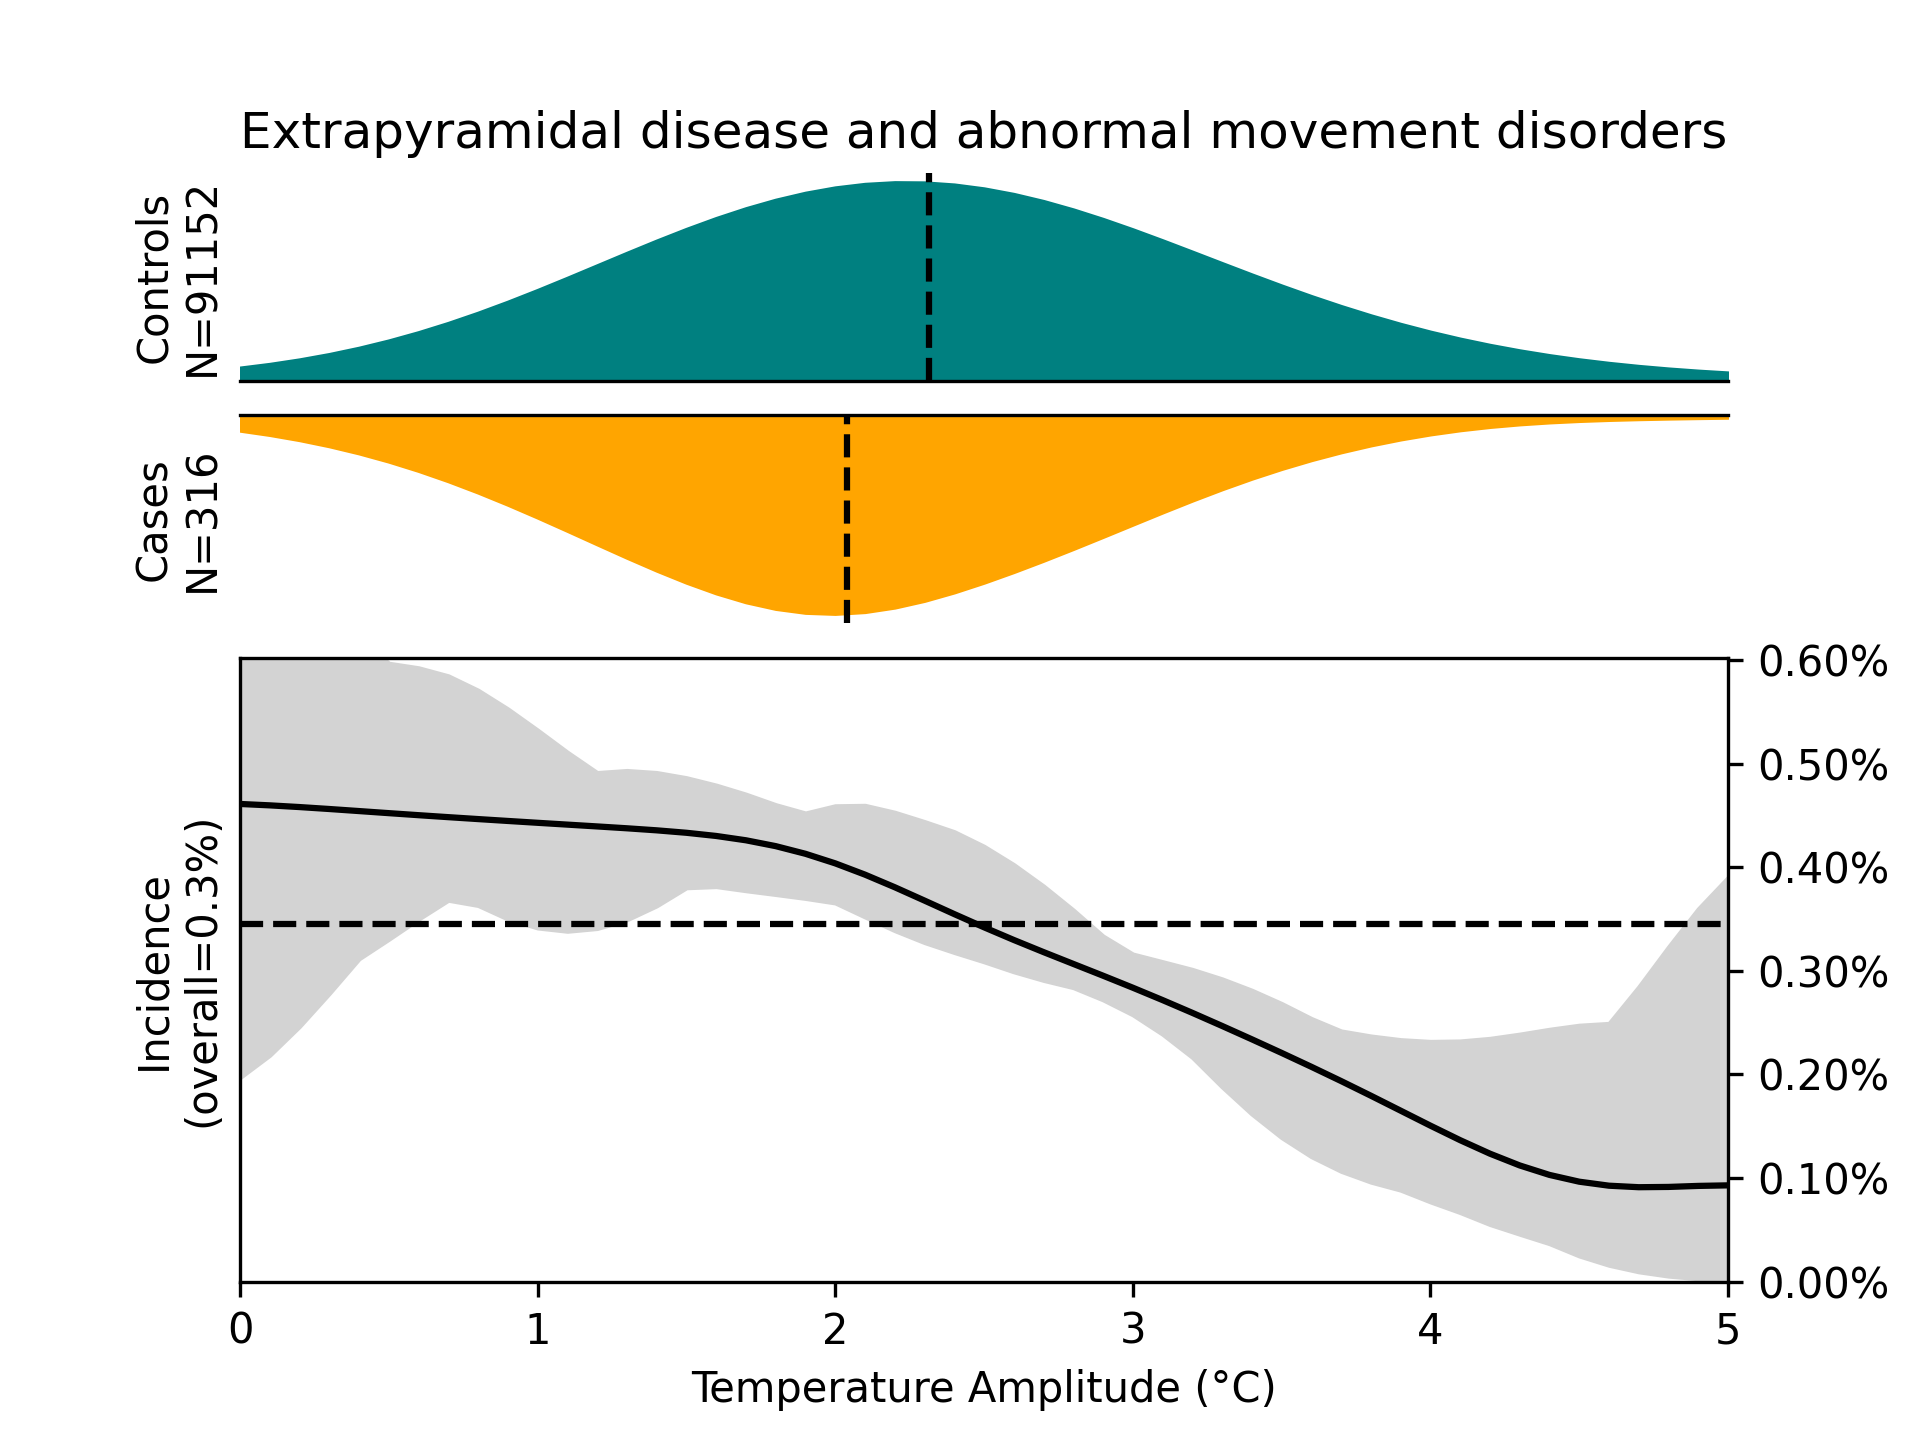 Extrapyramidal disease and abnormal movement disorders
Controls
N=91152
Cases
N=316
Incidence
(overall=0.3%)
0.60%
0.50%
0.40%
0.30%
0.20%
0.10%
0.00%
0 1 2 3 4 5
Temperature Amplitude (°C)